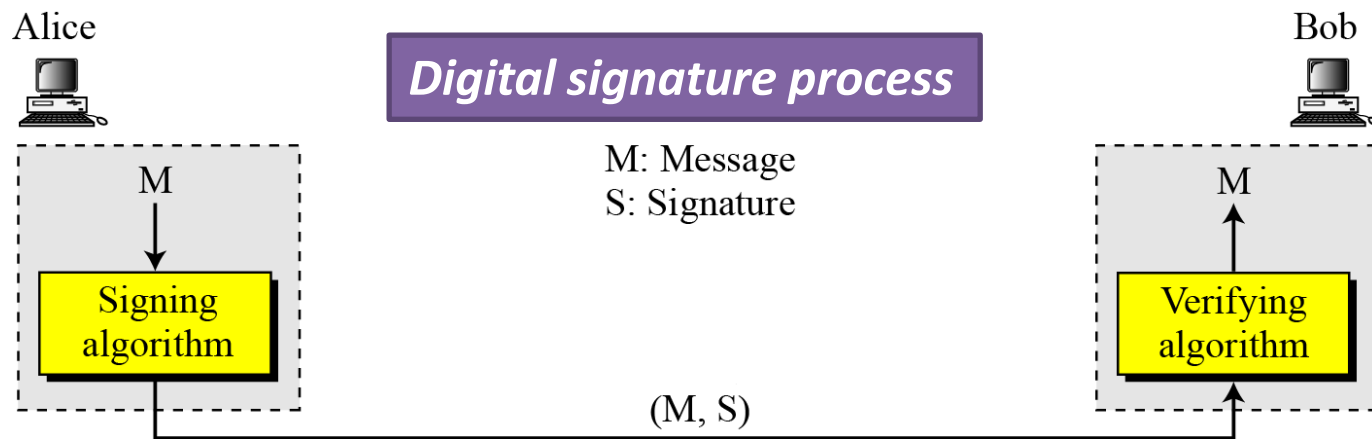 Alice
Bob
Digital signature process
M: Message
S: Signature
M
M
Signing
algorithm
Verifying
algorithm
(M, S)